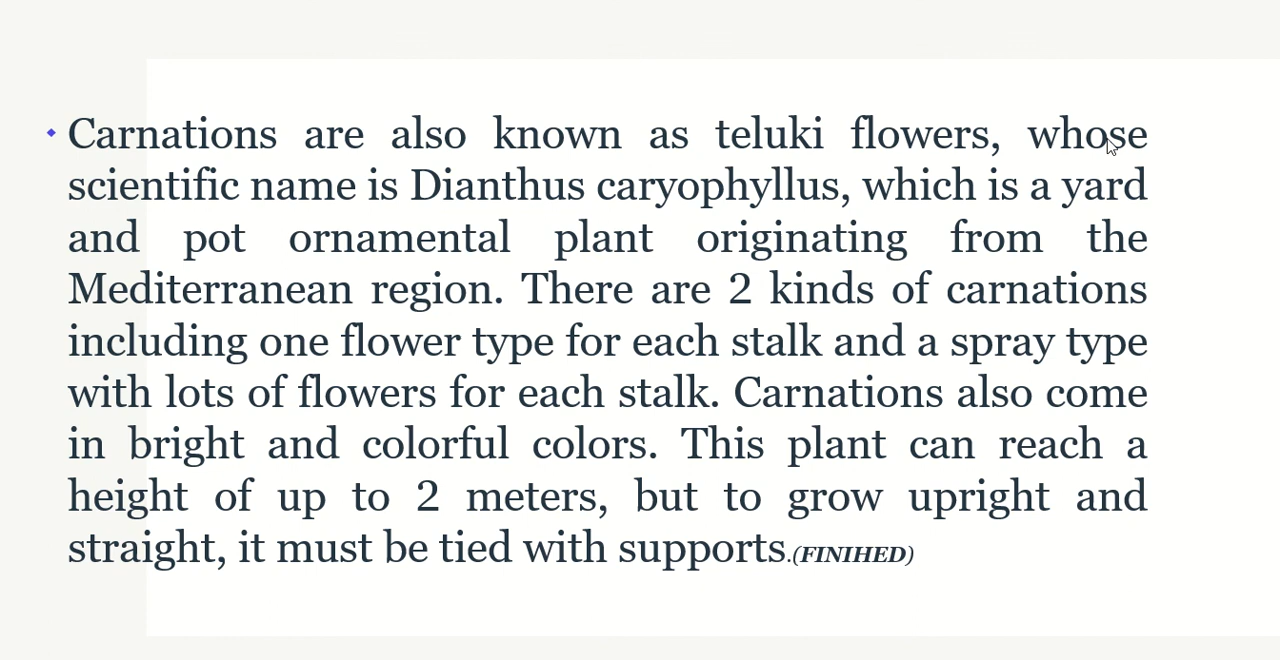 Carnations are also known as teluki flowers, whose
scientific name is Dianthus caryophyllus, which is a yard
and pot ornamental plant originating from the
Mediterranean region. There are 2 kinds of carnations
including one flower type for each stalk and a spray type
with lots of flowers for each stalk. Carnations also come
in bright and colorful colors. This plant can reach a
height of up to 2 meters, but to grow upright and
straight, it must be tied with supports.(FINIHED)